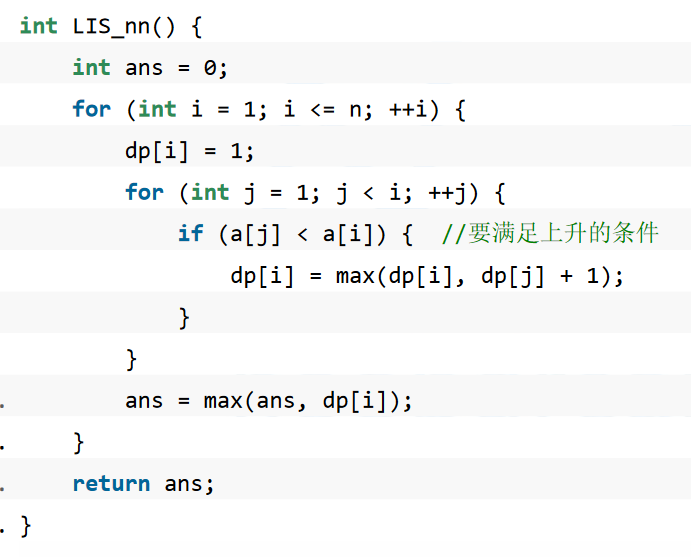 int LIS_nn() {
    int ans = 0;
    for (int i = 1; i <= n; ++i) {
        dp[i] = 1;
        for (int j = 1; j < i; ++j) {
            if (a[j] < a[i]) {  //要满足上升的条件
                dp[i] = max(dp[i], dp[j] + 1);
            }
        }
.       ans = max(ans, dp[i]);
.   }
.   return ans;
. }